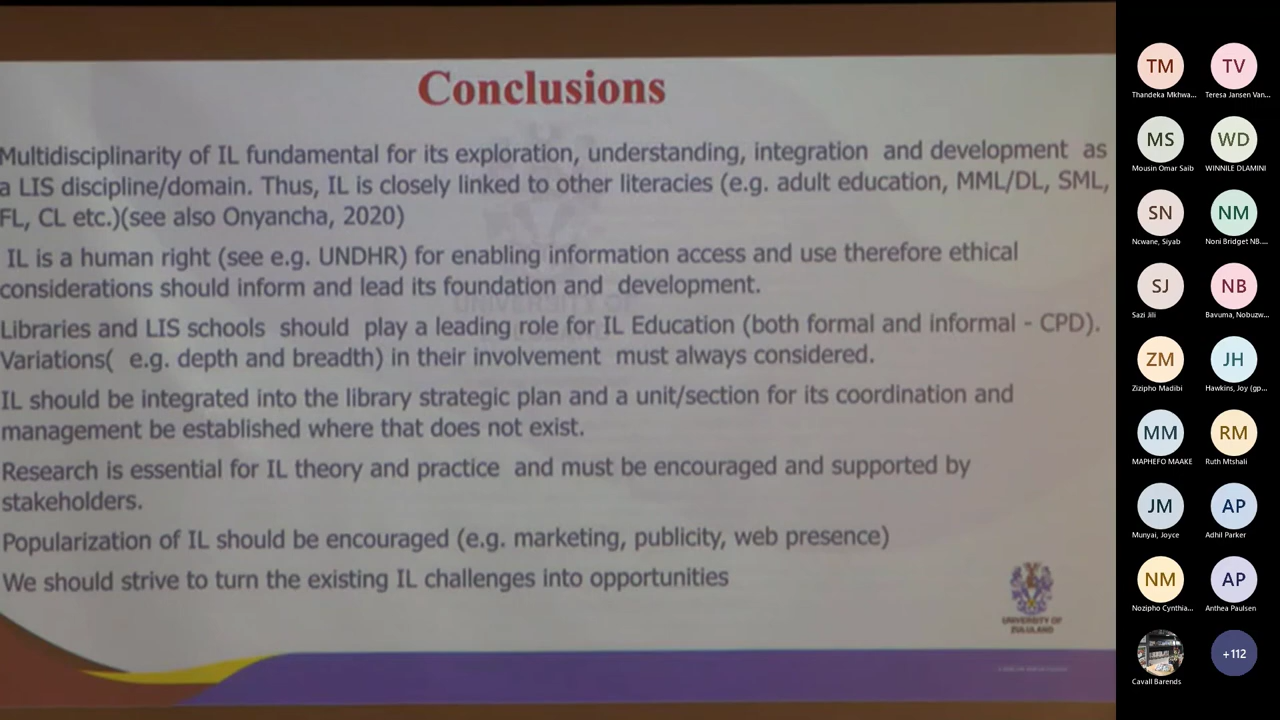 Conclusions
Multidisciplinarity of IL fundamental for its exploration, understanding, integration and development as
a LIS discipline/domain. Thus, IL is closely linked to other literacies (e.g. adult education, MML/DL, SML,
FL, CL etc.)(see also Onyancha, 2020)
IL is a human right (see e.g. UNDHR) for enabling information access and use therefore ethical
considerations should inform and lead its foundation and development.
Libraries and LIS schools should play a leading role for IL Education (both formal and informal - CPD).
Variations( e.g. depth and breadth) in their involvement must always considered.
IL should be integrated into the library strategic plan and a unit/section for its coordination and
management be established where that does not exist.
Research is essential for IL theory and practice and must be encouraged and supported by
stakeholders.
Popularization of IL should be encouraged (e.g. marketing, publicity, web presence)
We should strive to turn the existing IL challenges into opportunities
UNIVERSITY OF
ZULULAND
TM TV
Thandeka Mkhwa... Teresa Jansen Van...
MS WD
Mousin Omar Saib WINNILE DLAMINI
SN NM
Ncwane, Siyab Noni Bridget NB....
SJ NB
Sazi Jili Bavuma, Nobuzw...
ZM JH
Zizipho Madibi Hawkins, Joy (gp...
MM RM
MAPHEFO MAAKE Ruth Mtshali
JM AP
Munyai, Joyce Adhil Parker
NM AP
Nozipho Cynthia... Anthea Paulsen
+112
Cavall Barends